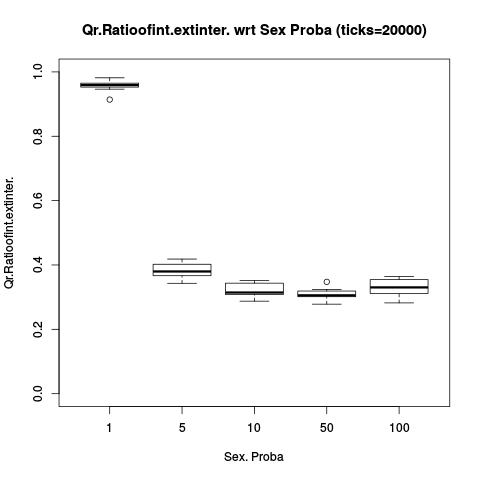 Qr.Ratioofint.extinter. wrt Sex Proba (ticks=20000)
Qr.Ratioofint.extinter.
1.0
0.8
0.6
0.4
0.2
0.0
1 5 10 50 100
Sex. Proba